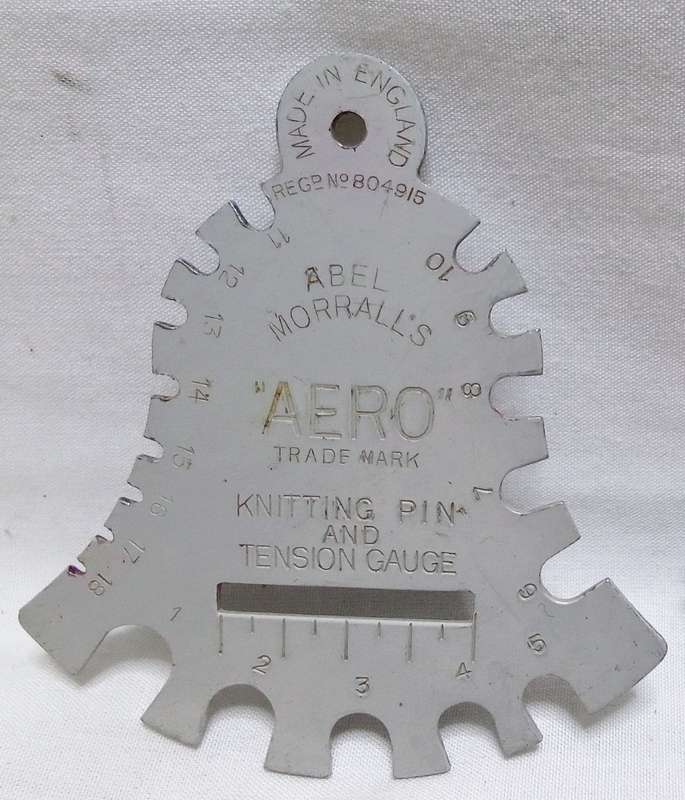 MADE IN ENGLAND
REGD. No 804915
ABEL
MORRALL'S
"AERO"
TRADE MARK
KNITTING PIN
AND
TENSION GAUGE
1
2
3
4
5
6
7
8
9
10
11
12
13
14
15
16
17
18